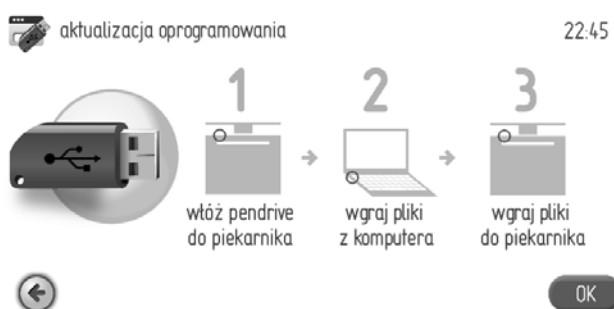 aktualizacja oprogramowania
22:45
1
2
3
włóż pendrive
do piekarnika
wgraj pliki
z komputera
wgraj pliki
do piekarnika
OK